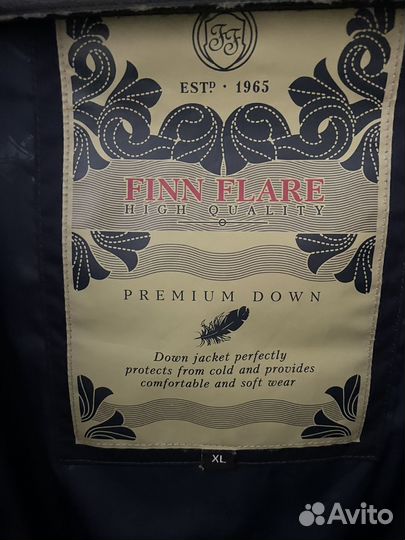 FF
ESTD · 1965
FINN FLARE
HIGH QUALITY
PREMIUM DOWN
Down jacket perfectly
protects from cold and provides
comfortable and soft wear
XL
Avito